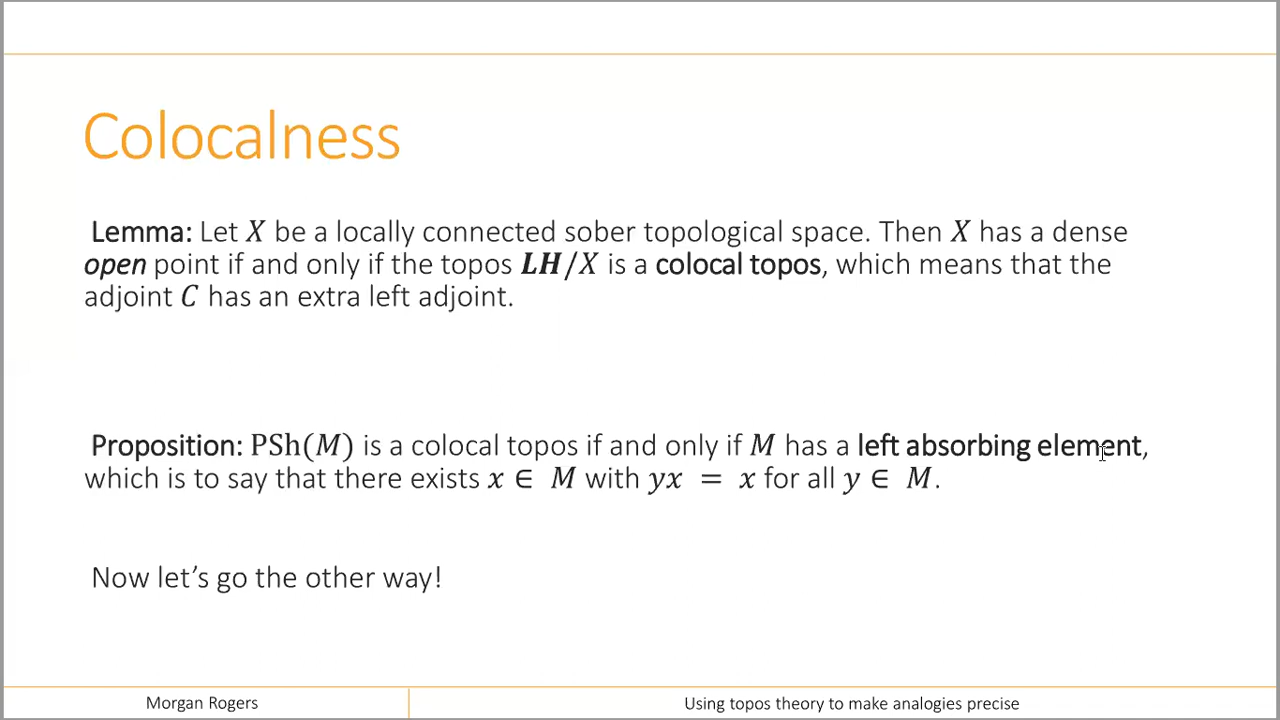 Colocalness
Lemma: Let X be a locally connected sober topological space. Then X has a dense
open point if and only if the topos LH/X is a colocal topos, which means that the
adjoint C has an extra left adjoint.
Proposition: PSh(M) is a colocal topos if and only if M has a left absorbing element,
which is to say that there exists x ∈ M with yx = x for all y ∈ M.
Now let’s go the other way!
Morgan Rogers
Using topos theory to make analogies precise